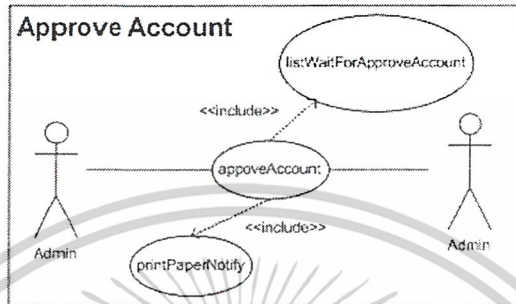 Approve Account
listWaitForApproveAccount
<<include>>
appoveAccount
<<include>>
Admin
Admin
printPaperNotify